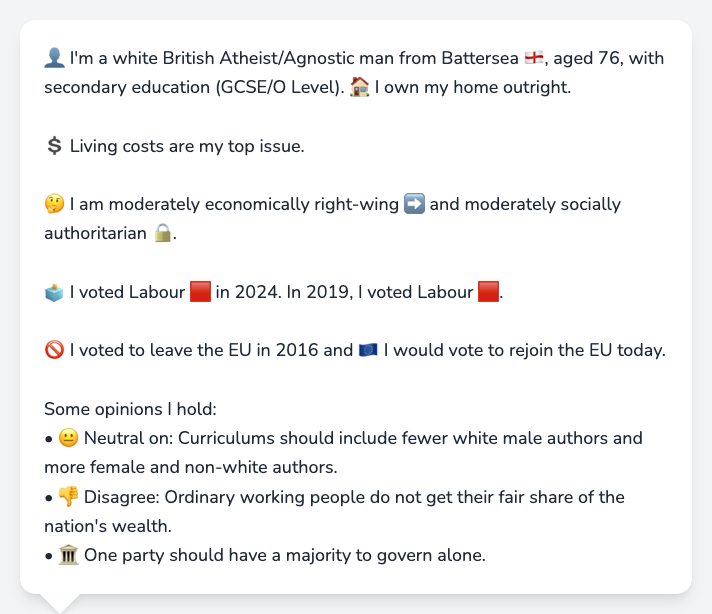 👤 I'm a white British Atheist/Agnostic man from Battersea 🏴󠁧󠁢󠁥󠁮󠁧󠁿, aged 76, with
secondary education (GCSE/O Level). 🏠 I own my home outright.
💲 Living costs are my top issue.
🤔 I am moderately economically right-wing ➡️ and moderately socially
authoritarian 🔒.
🗳️ I voted Labour 🟥 in 2024. In 2019, I voted Labour 🟥.
🚫 I voted to leave the EU in 2016 and 🇪🇺 I would vote to rejoin the EU today.
Some opinions I hold:
• 😐 Neutral on: Curriculums should include fewer white male authors and
more female and non-white authors.
• 👎 Disagree: Ordinary working people do not get their fair share of the
nation's wealth.
• 🏛️ One party should have a majority to govern alone.